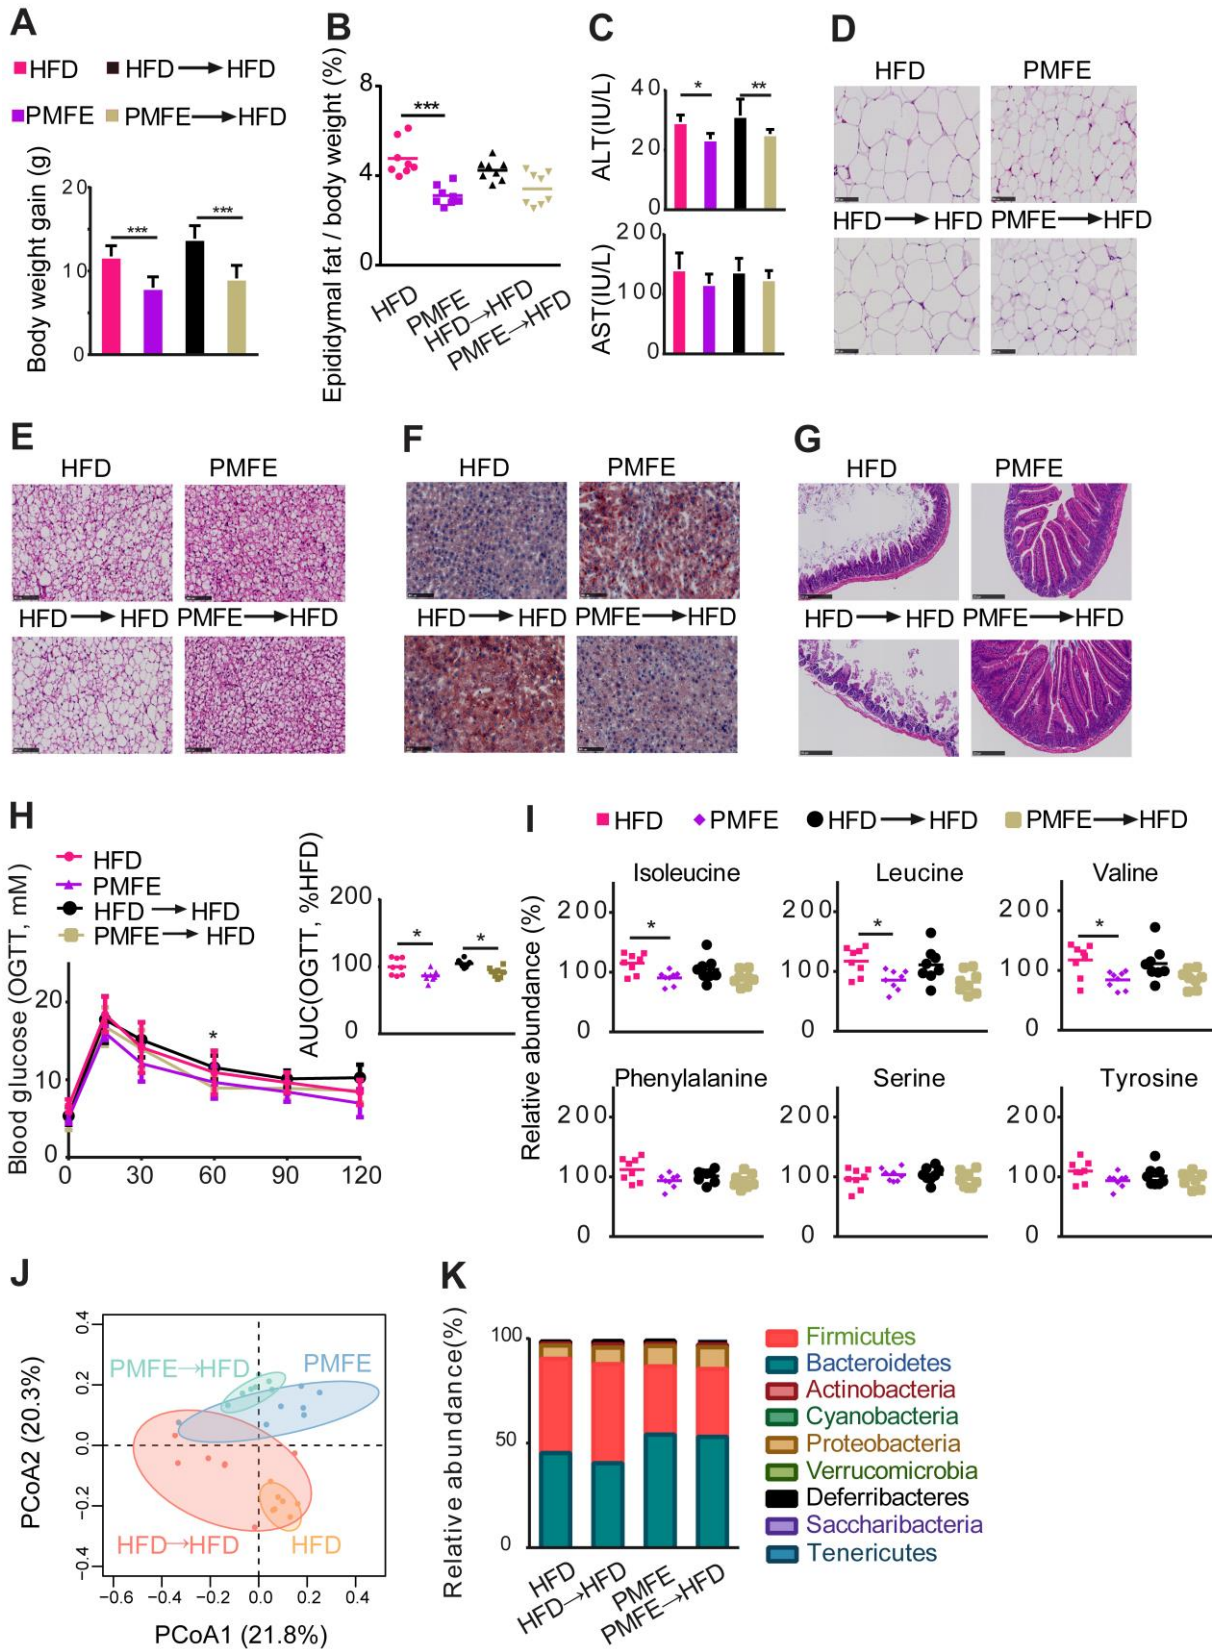 A
HFD HFD → HFD
PMFE PMFE → HFD
Body weight gain (g)
20
10
0
***
***
B
Epididymal fat / body weight (%)
8
4
0
***
HFD
PMFE
HFD→HFD
PMFE→HFD
C
ALT(IU/L)
40
20
0
*
**
AST(IU/L)
200
100
0
D
HFD PMFE
HFD → HFD PMFE → HFD
E
HFD PMFE
HFD → HFD PMFE → HFD
F
HFD PMFE
HFD → HFD PMFE → HFD
G
HFD PMFE
HFD → HFD PMFE → HFD
H
HFD
PMFE
HFD → HFD
PMFE → HFD
Blood glucose (OGTT, mM)
20
10
0
*
0 30 60 90 120
AUC(OGTT, %HFD)
200
100
0
*
*
I
HFD PMFE HFD → HFD PMFE → HFD
Relative abundance (%)
Isoleucine Leucine Valine
200 200 200
100 100 100
0 0 0
* * *
Phenylalanine Serine Tyrosine
200 200 200
100 100 100
0 0 0
J
PCoA2 (20.3%)
0.4
0.2
0.0
−0.2
−0.4
PMFE→HFD PMFE
HFD→HFD HFD
−0.6 −0.4 −0.2 0.0 0.2 0.4
PCoA1 (21.8%)
K
Relative abundance(%)
100
50
0
HFD
HFD→HFD
PMFE
PMFE→HFD
Firmicutes
Bacteroidetes
Actinobacteria
Cyanobacteria
Proteobacteria
Verrucomicrobia
Deferribacteres
Saccharibacteria
Tenericutes